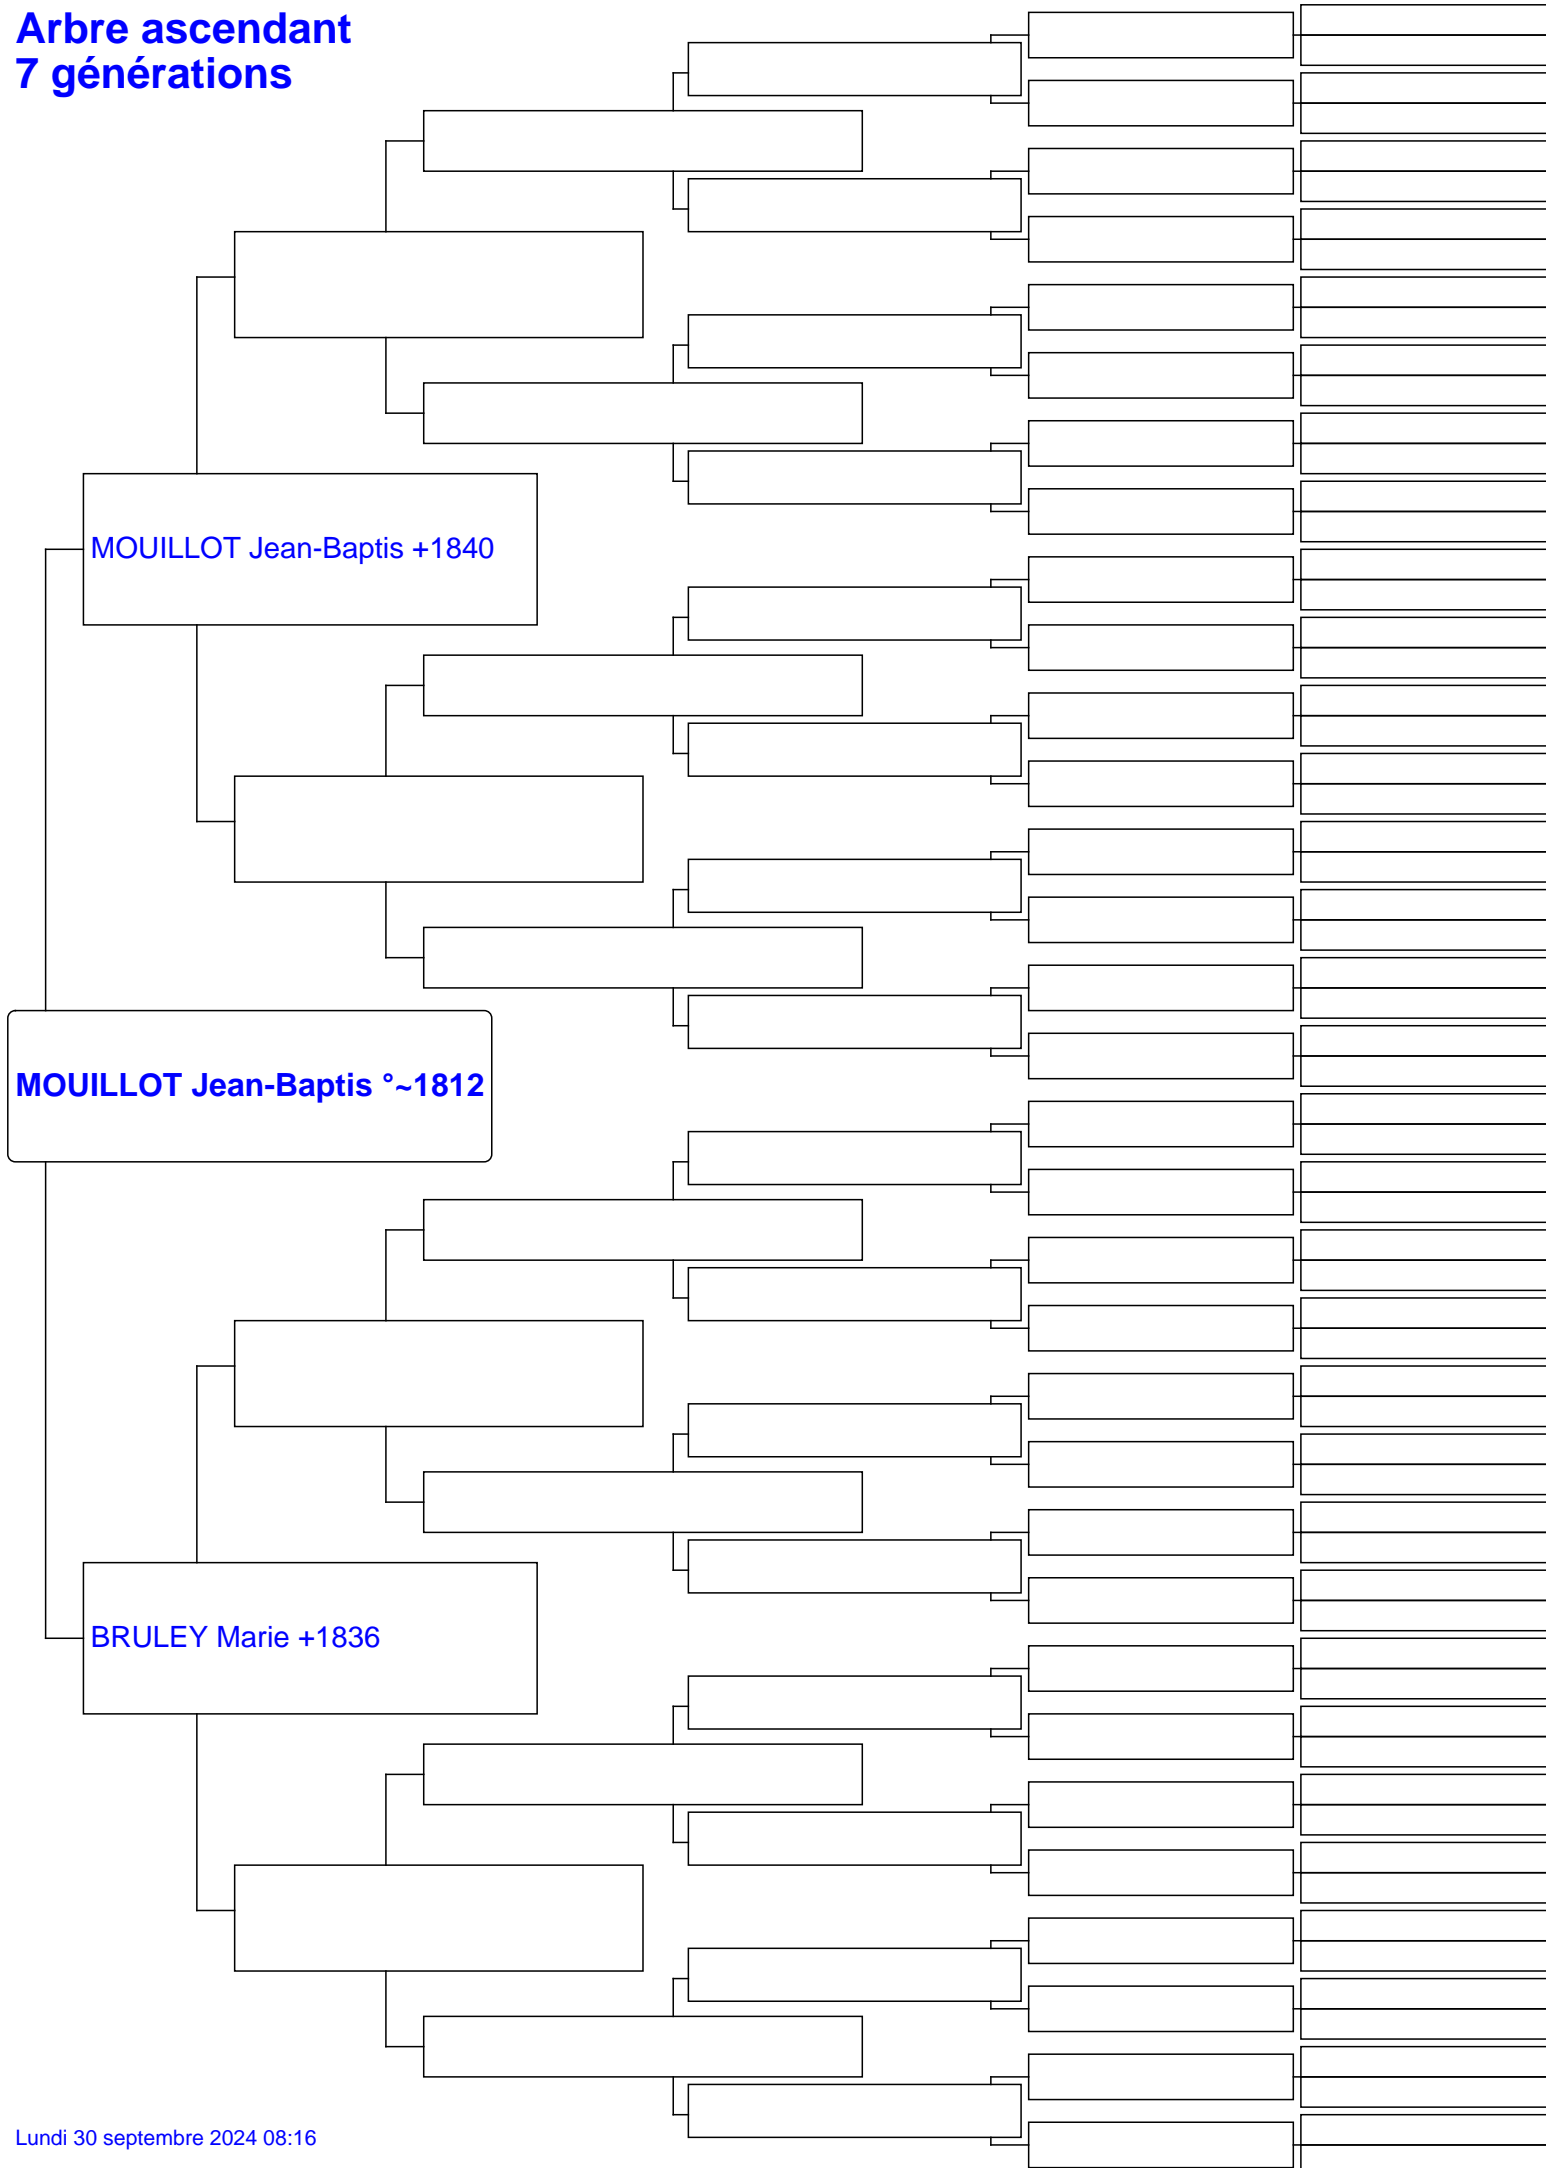 Arbre ascendant
7 générations
MOUILLOT Jean-Baptis +1840
MOUILLOT Jean-Baptis °~1812
BRULEY Marie +1836
Lundi 30 septembre 2024 08:16